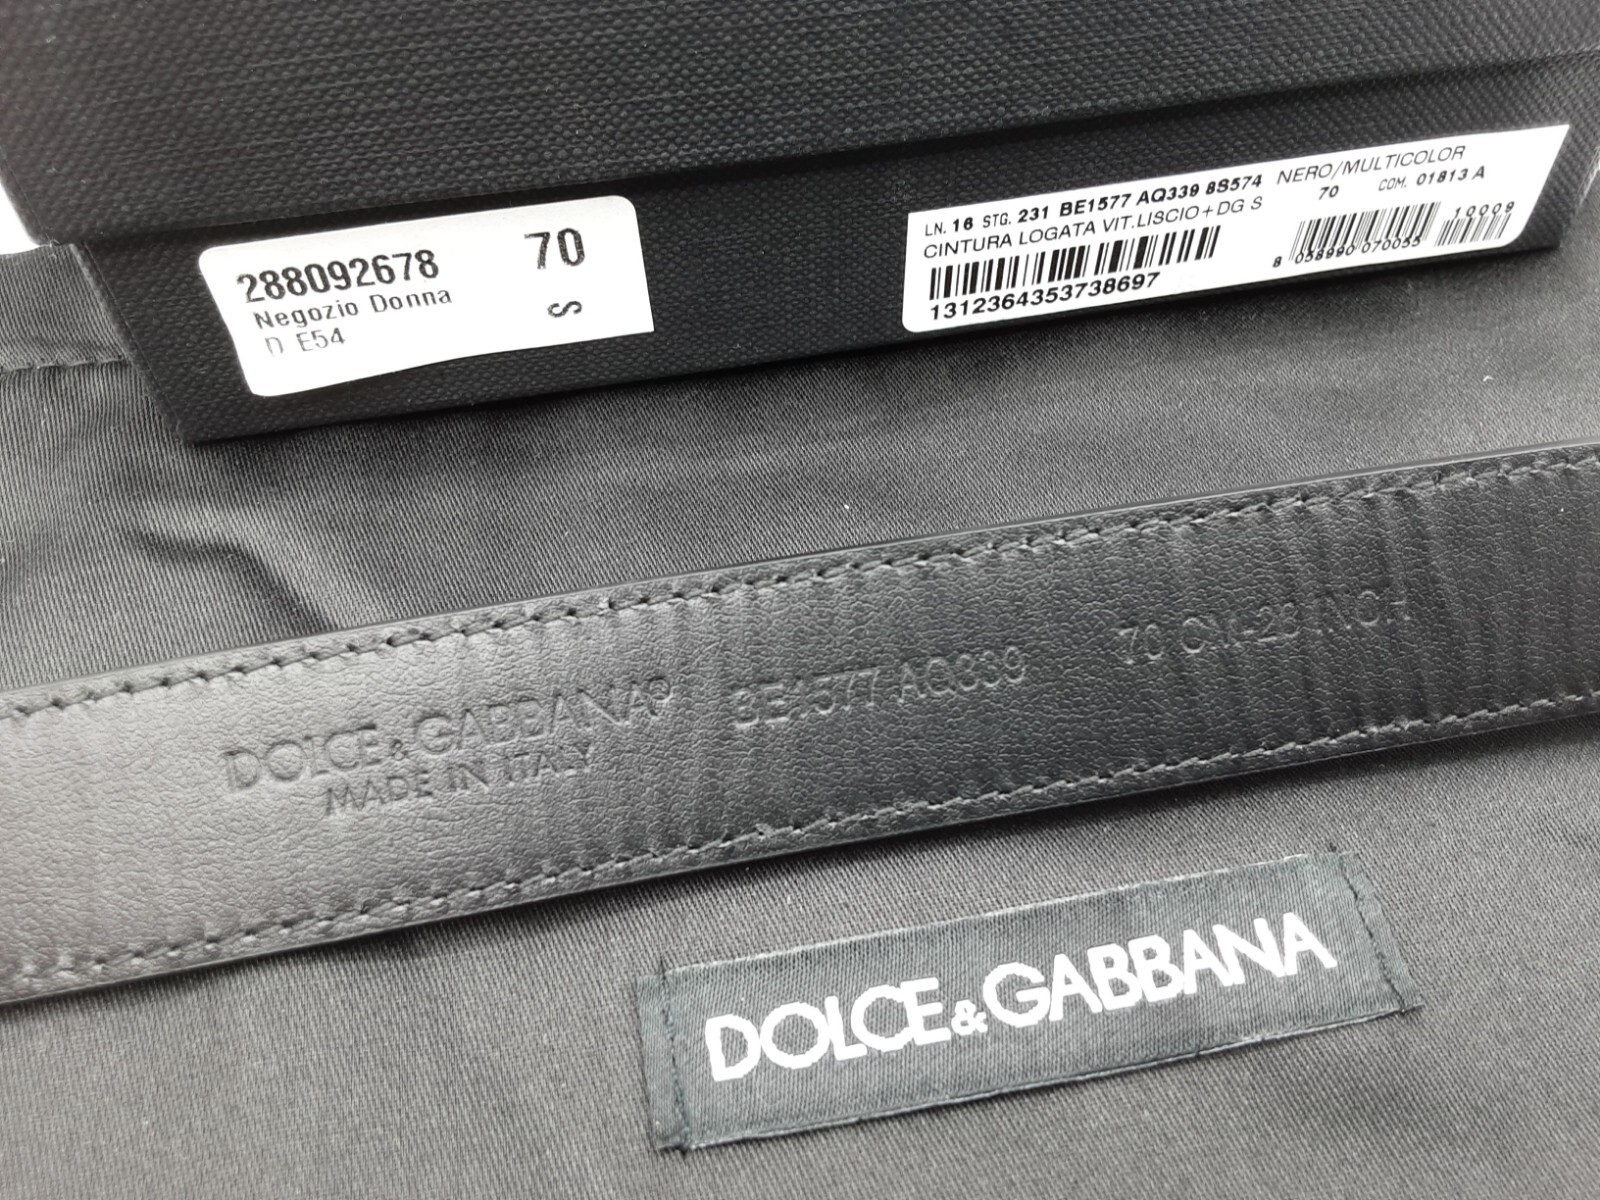 288092678 70
Negozio Donna S
D E54
LN. 16 STG. 231 BE1577 AQ339 8S574 NERO/MULTICOLOR
CINTURA LOGATA VIT.LISCIO+DG S 70 COM. 01813 A
1312364353738697
8 058990 070055
10009
DOLCE&GABBANA
MADE IN ITALY
BE1577 AQ339
70 CM-28 INCH
DOLCE&GABBANA